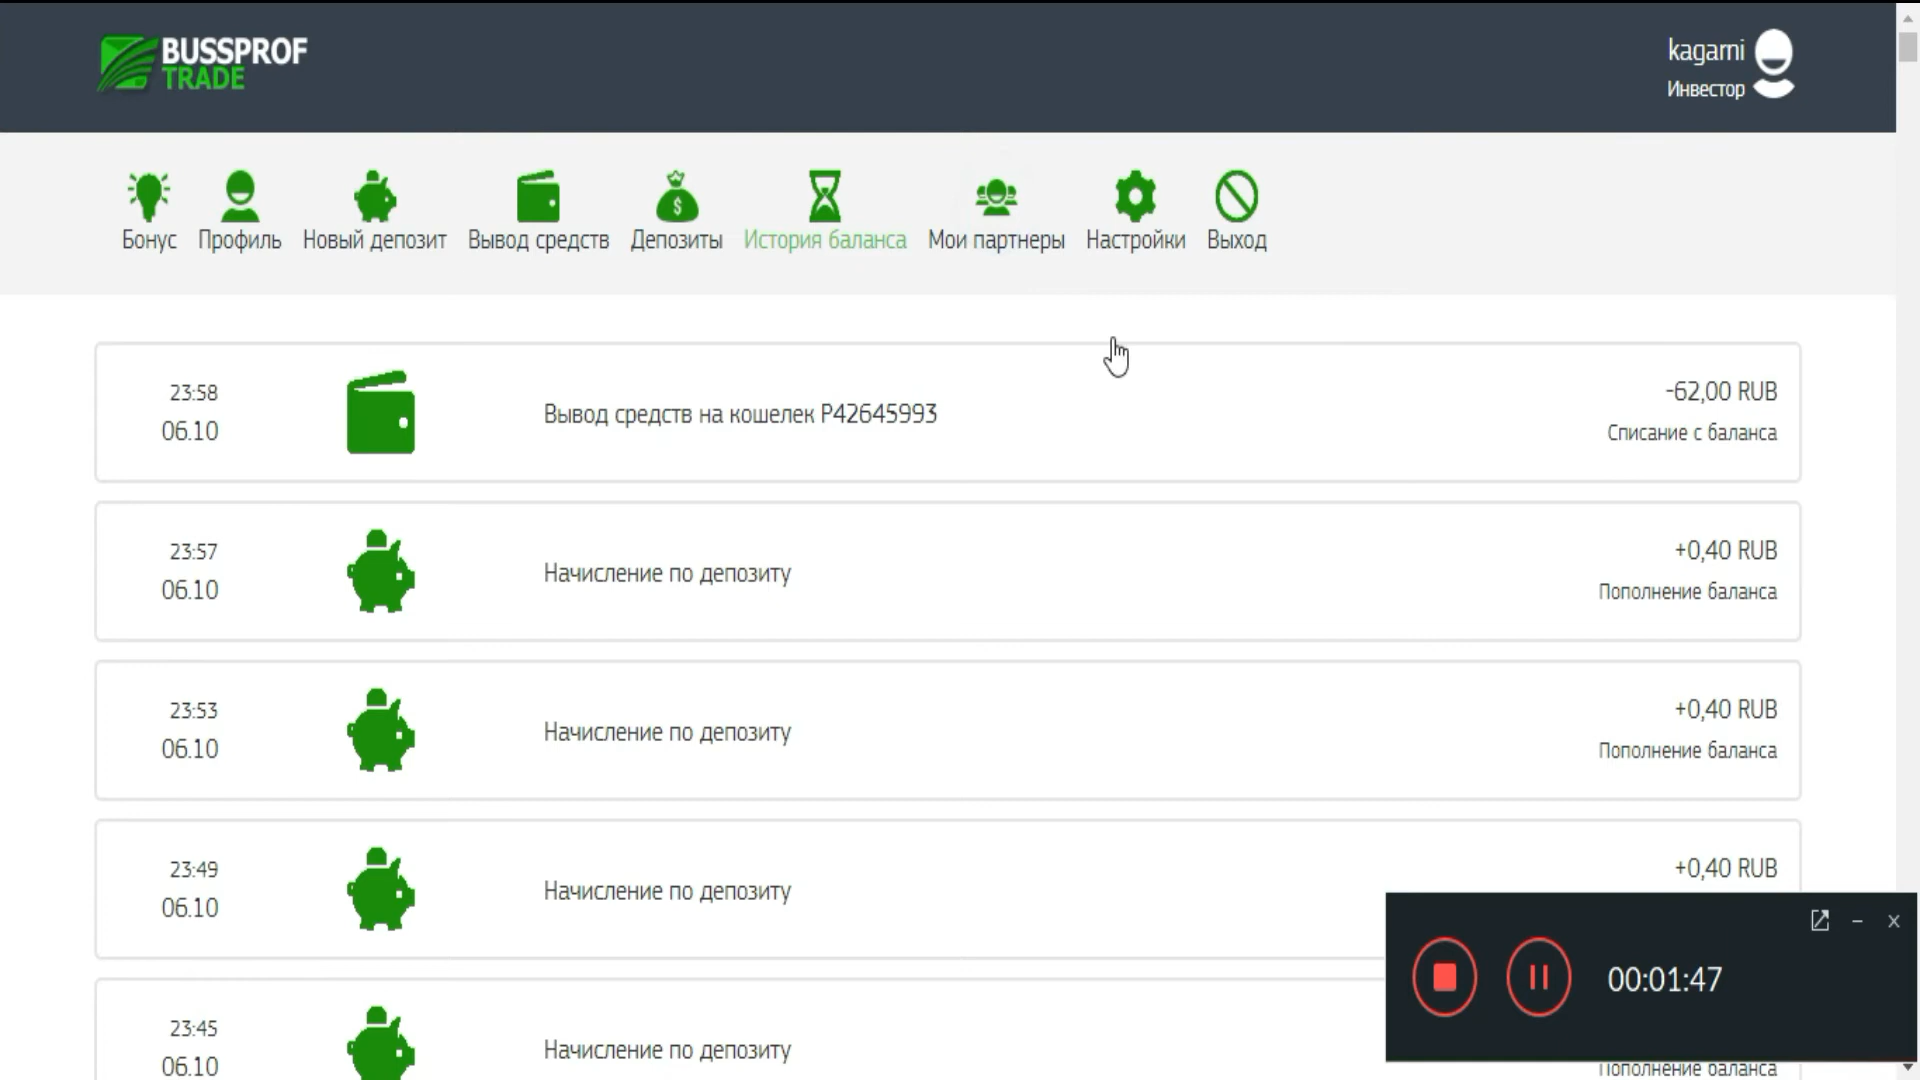 BUSSPROF
TRADE
kagarni
Инвестор
Бонус
Профиль
Новый депозит
Вывод средств
Депозиты
История баланса
Мои партнеры
Настройки
Выход
23:58
06.10
Вывод средств на кошелек P42645993
-62,00 RUB
Списание с баланса
23:57
06.10
Начисление по депозиту
+0,40 RUB
Пополнение баланса
23:53
06.10
Начисление по депозиту
+0,40 RUB
Пополнение баланса
23:49
06.10
Начисление по депозиту
+0,40 RUB
23:45
06.10
Начисление по депозиту
Пополнение баланса
00:01:47